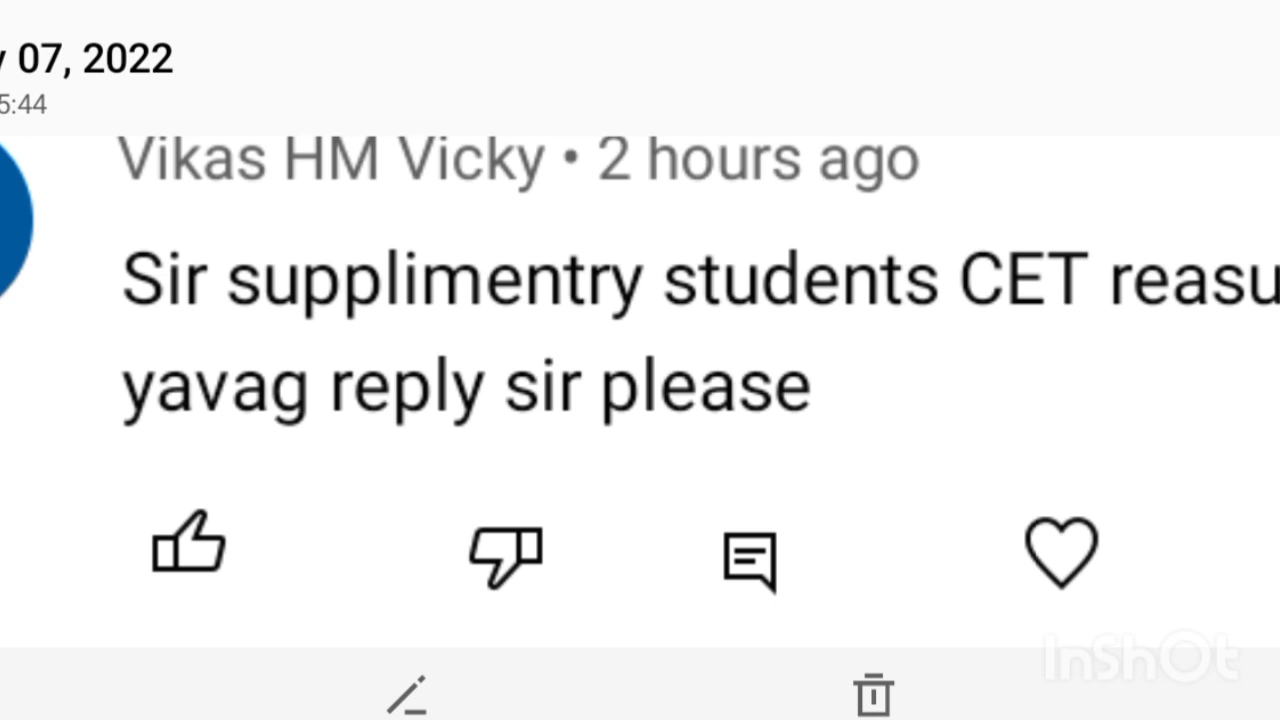 07, 2022
5:44
Vikas HM Vicky • 2 hours ago
Sir supplimentry students CET reasu
yavag reply sir please
InShOt